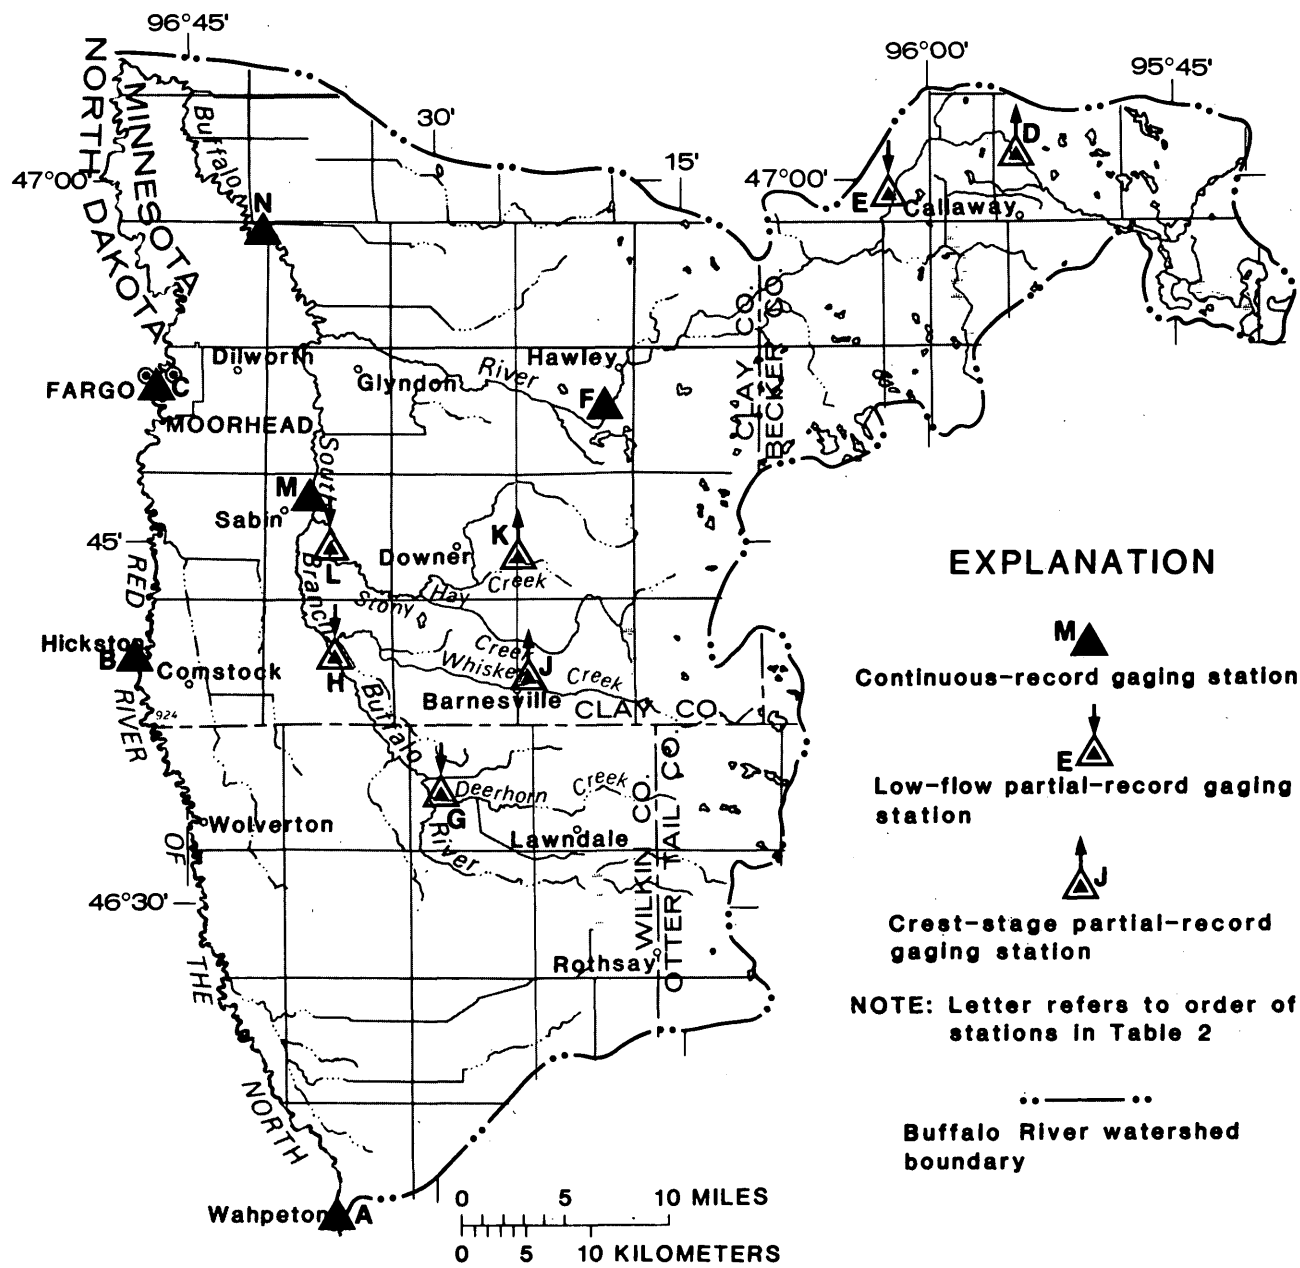 96°45'
96°00'
95°45'
NORTH DAKOTA
MINNESOTA
Buffalo
30'
D
15'
47°00'
47°00'
E
Callaway
N
CLAY CO.
BECKER CO.
Dilworth
Hawley
River
Glyndon
FARGO
C
F
MOORHEAD
South
M
Sabin
K
45'
Downer
EXPLANATION
L
Branch
Hay
Creek
RED
Stony
M
Hickston
Creek
B
Comstock
Whiskey
J
Creek
Continuous-record gaging station
H
Barnesville
CLAY CO.
924
RIVER
Buffalo
E
Low-flow partial-record gaging
station
Deerhorn
Creek
G
Wolverton
River
Lawndale
OF
WILKIN CO.
OTTER TAIL CO.
J
46°30'
Crest-stage partial-record
gaging station
Rothsay
THE
NOTE: Letter refers to order of
stations in Table 2
NORTH
Buffalo River watershed
boundary
Wahpeton
A
0 5 10 MILES
0 5 10 KILOMETERS